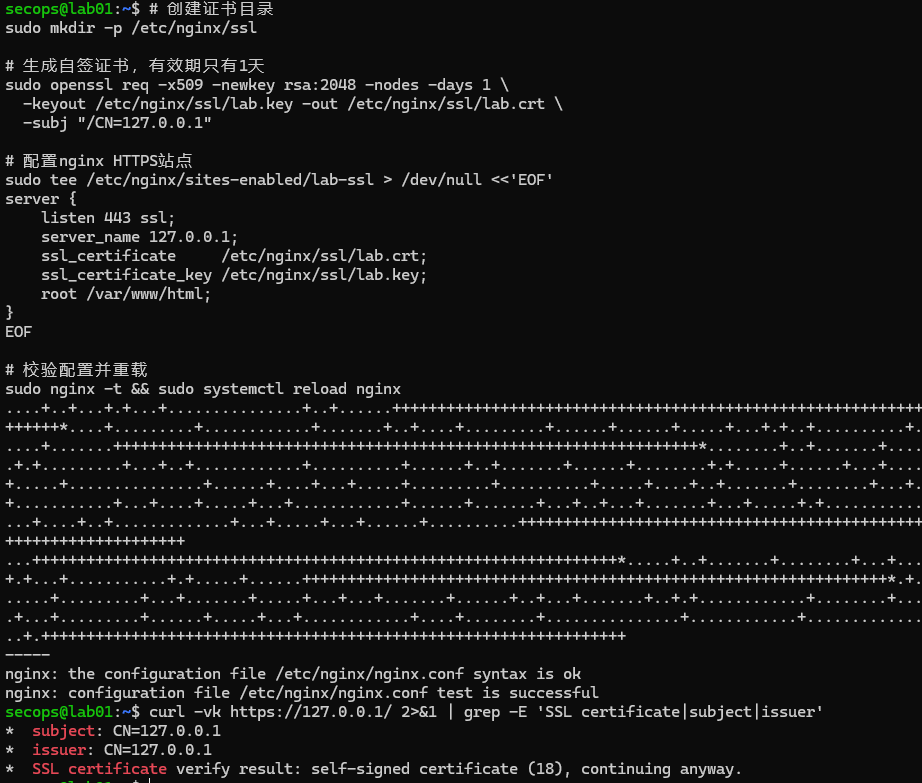 secops@lab01:~$ # 创建证书目录
sudo mkdir -p /etc/nginx/ssl
# 生成自签证书，有效期只有1天
sudo openssl req -x509 -newkey rsa:2048 -nodes -days 1 \
  -keyout /etc/nginx/ssl/lab.key -out /etc/nginx/ssl/lab.crt \
  -subj "/CN=127.0.0.1"
# 配置nginx HTTPS站点
sudo tee /etc/nginx/sites-enabled/lab-ssl > /dev/null <<'EOF'
server {
    listen 443 ssl;
    server_name 127.0.0.1;
    ssl_certificate     /etc/nginx/ssl/lab.crt;
    ssl_certificate_key /etc/nginx/ssl/lab.key;
    root /var/www/html;
}
EOF
# 校验配置并重载
sudo nginx -t && sudo systemctl reload nginx
-----
nginx: the configuration file /etc/nginx/nginx.conf syntax is ok
nginx: configuration file /etc/nginx/nginx.conf test is successful
secops@lab01:~$ curl -vk https://127.0.0.1/ 2>&1 | grep -E 'SSL certificate|subject|issuer'
*  subject: CN=127.0.0.1
*  issuer: CN=127.0.0.1
*  SSL certificate verify result: self-signed certificate (18), continuing anyway.